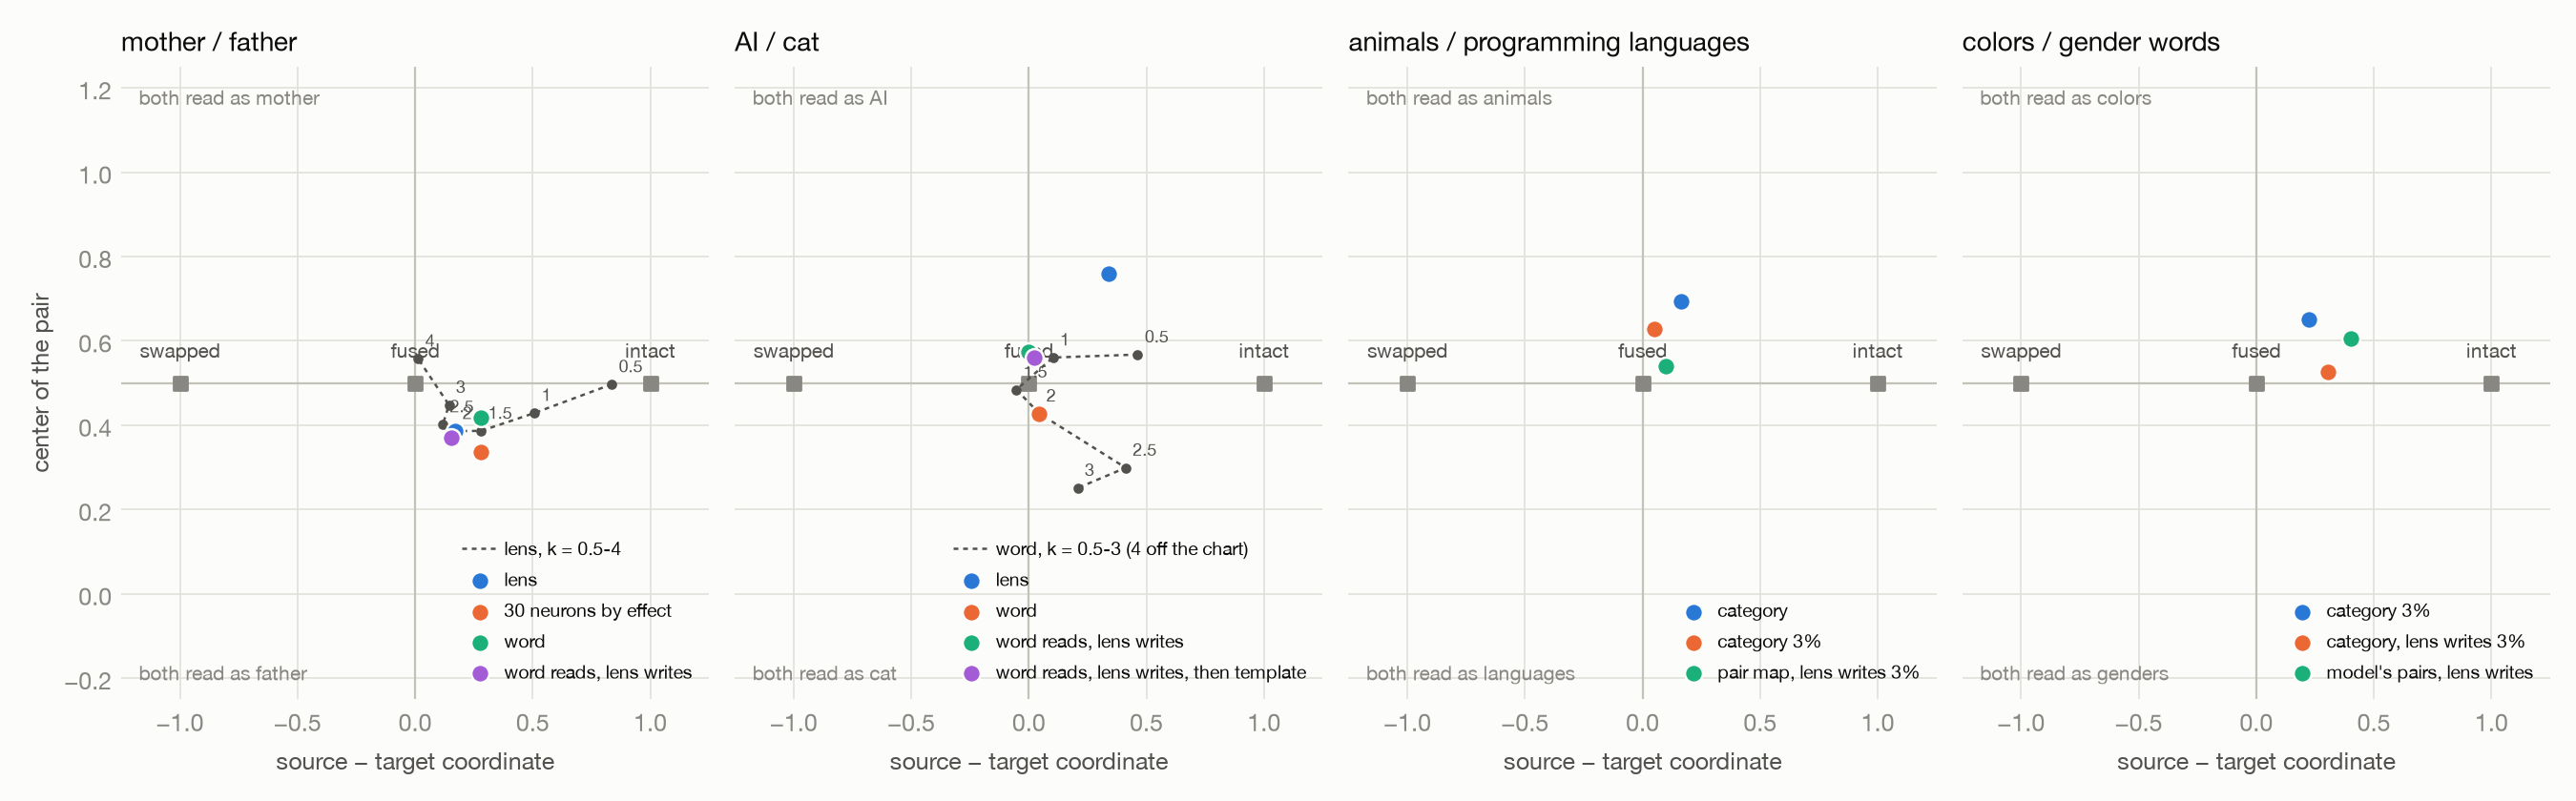 mother / father
AI / cat
animals / programming languages
colors / gender words
center of the pair
1.2
1.0
0.8
0.6
0.4
0.2
0.0
−0.2
both read as mother
swapped
fused
intact
4
3
2.5
2
1.5
1
0.5
lens, k = 0.5-4
lens
30 neurons by effect
word
word reads, lens writes
both read as father
−1.0
−0.5
0.0
0.5
1.0
source − target coordinate
both read as AI
swapped
fused
intact
1
0.5
1.5
2
2.5
3
word, k = 0.5-3 (4 off the chart)
lens
word
word reads, lens writes
word reads, lens writes, then template
both read as cat
−1.0
−0.5
0.0
0.5
1.0
source − target coordinate
both read as animals
swapped
fused
intact
category
category 3%
pair map, lens writes 3%
both read as languages
−1.0
−0.5
0.0
0.5
1.0
source − target coordinate
both read as colors
swapped
fused
intact
category 3%
category, lens writes 3%
model's pairs, lens writes
both read as genders
−1.0
−0.5
0.0
0.5
1.0
source − target coordinate